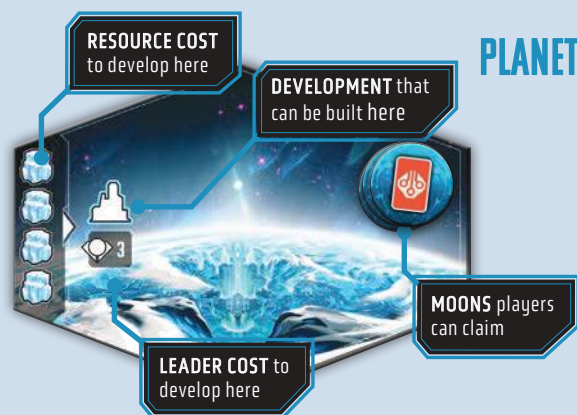 RESOURCE COST
to develop here
PLANET
DEVELOPMENT that
can be built here
3
MOONS players
can claim
LEADER COST to
develop here